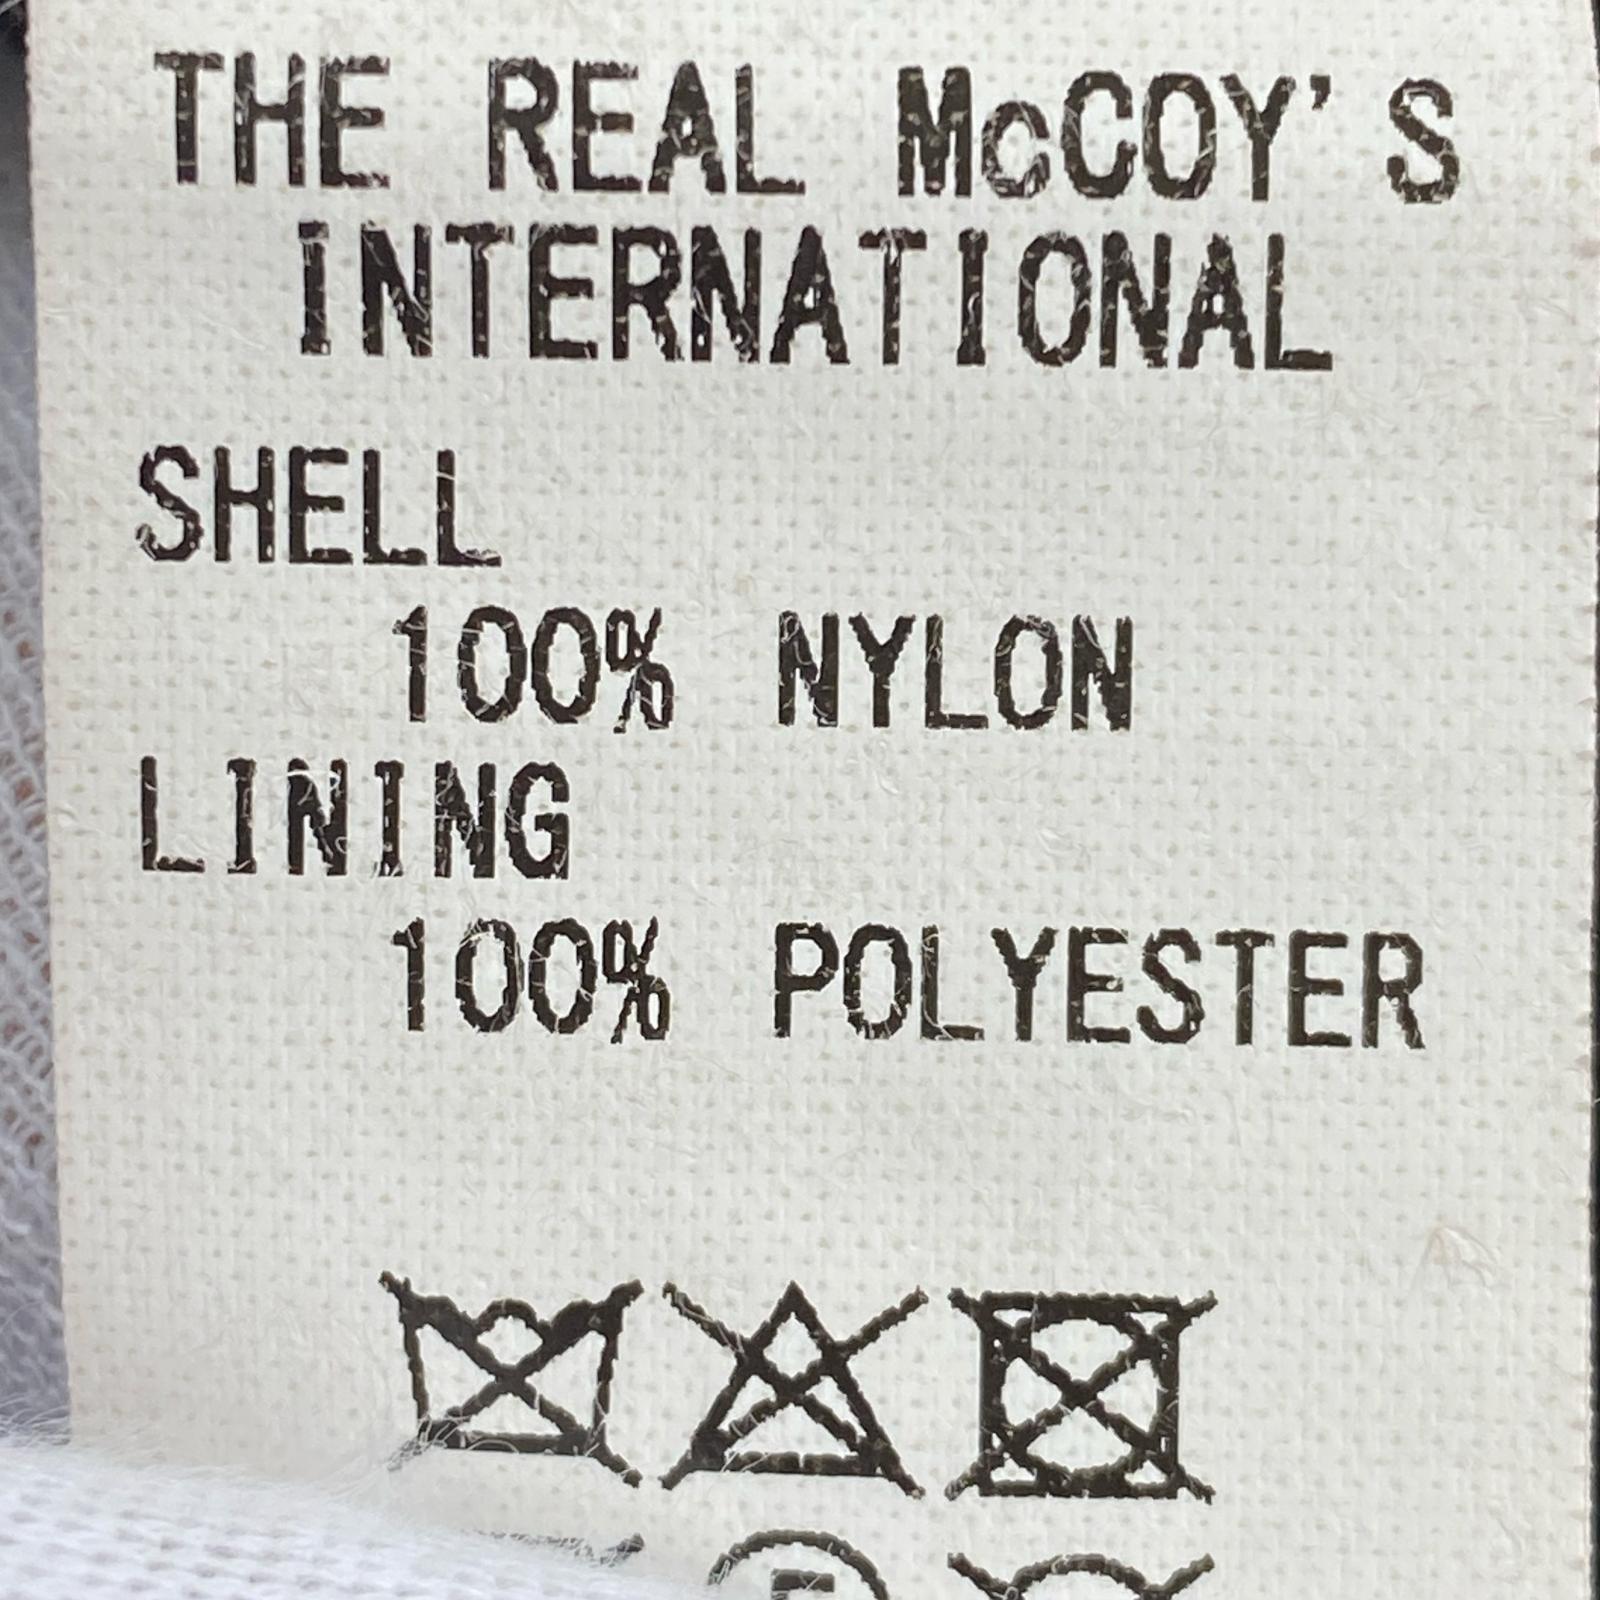 THE REAL McCOY'S
INTERNATIONAL
SHELL
100% NYLON
LINING
100% POLYESTER